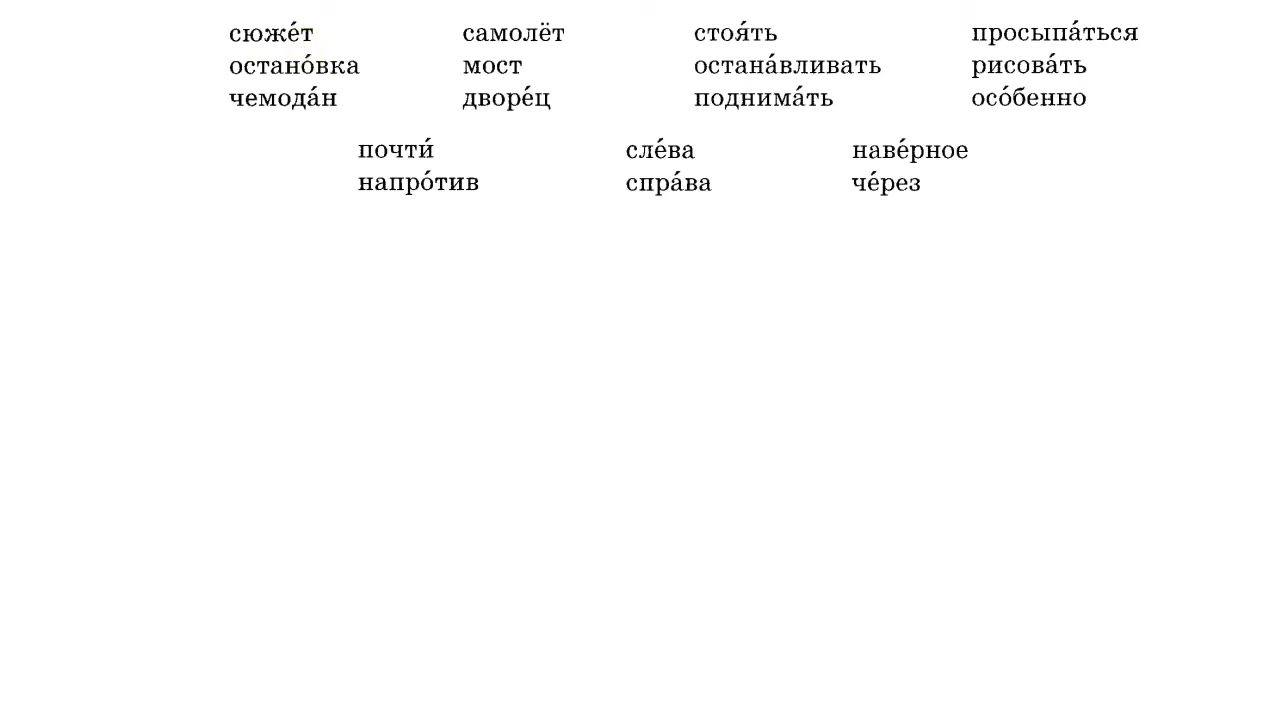 сюже́т самолёт стоя́ть просыпа́ться
остано́вка мост остана́вливать рисова́ть
чемода́н дворе́ц поднима́ть осо́бенно
почти́ сле́ва наве́рное
напро́тив спра́ва че́рез